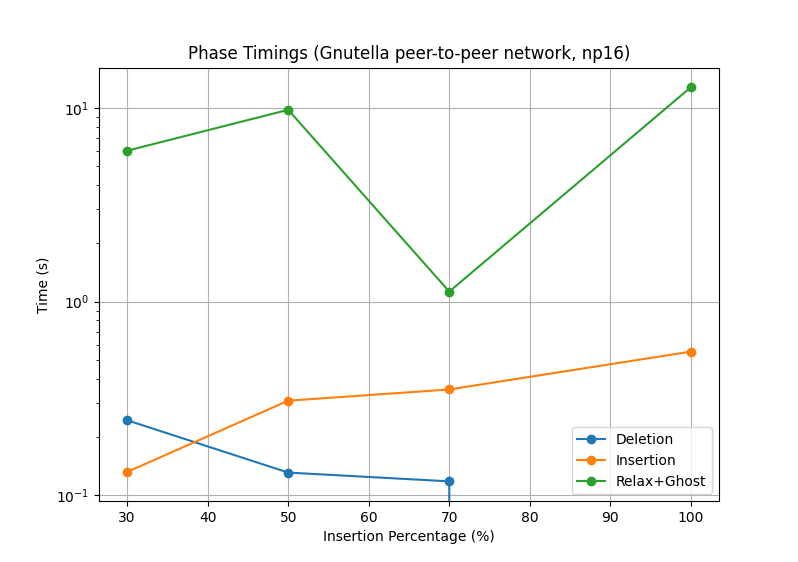 Phase Timings (Gnutella peer-to-peer network, np16)
Time (s)
10¹
10⁰
10⁻¹
30 40 50 60 70 80 90 100
Insertion Percentage (%)
Deletion
Insertion
Relax+Ghost